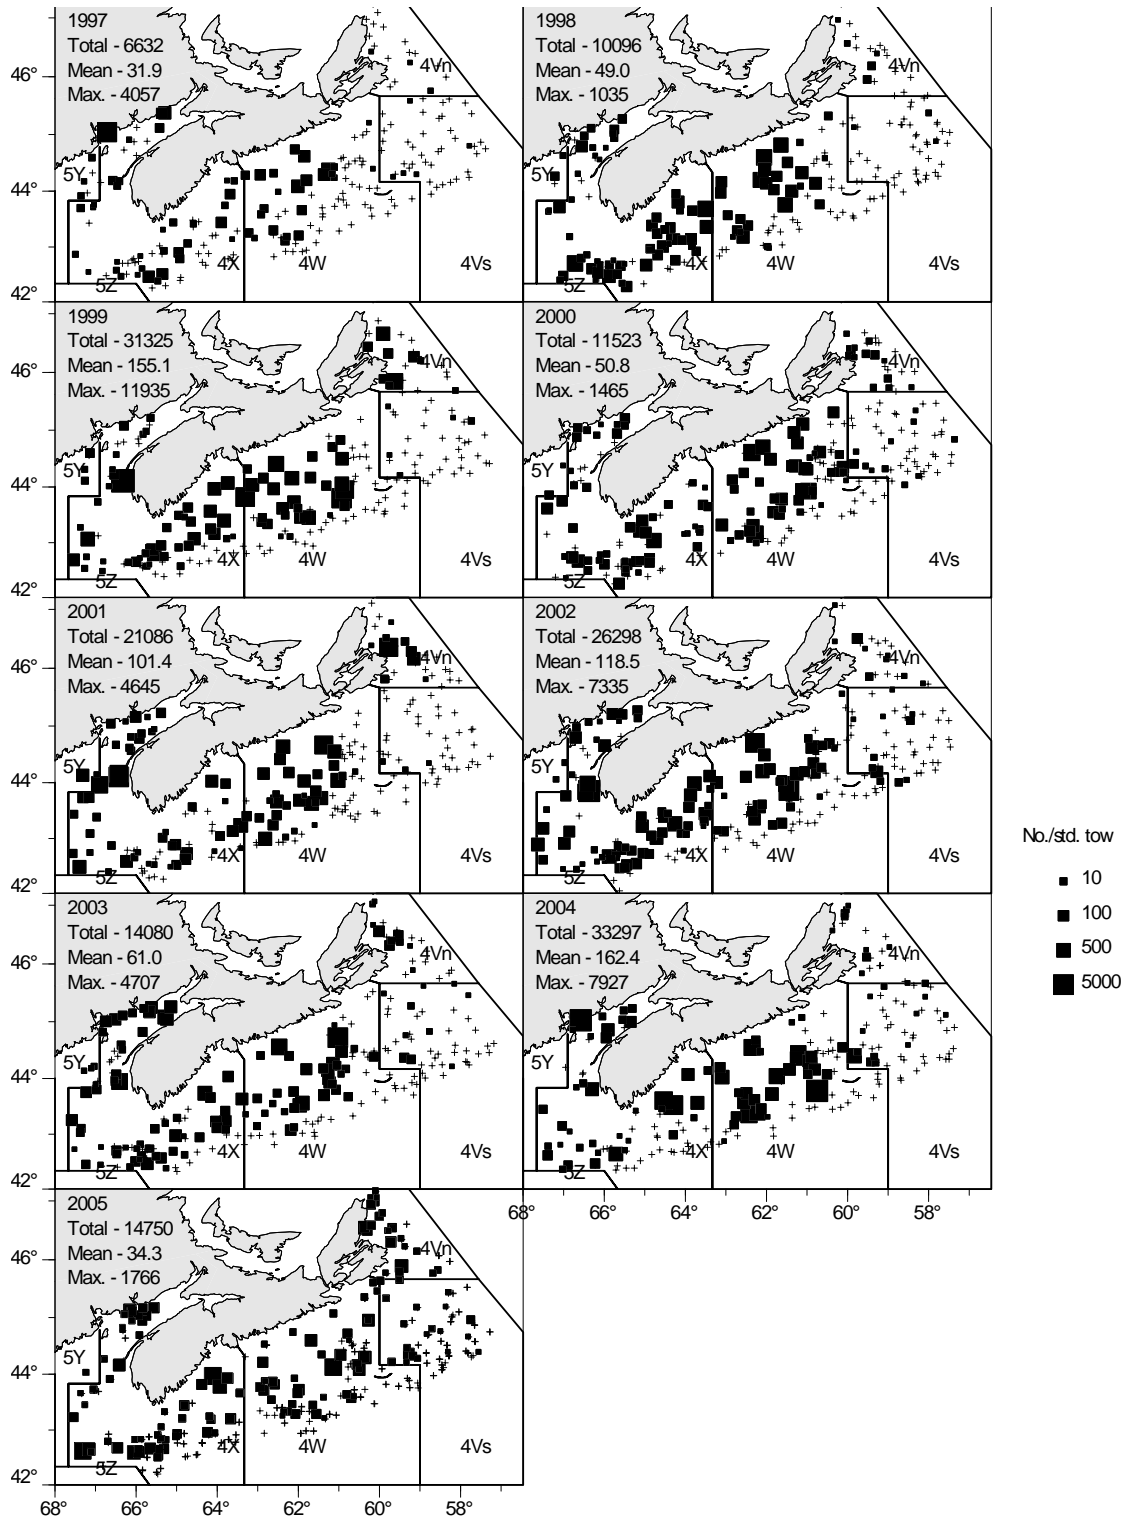 1997
Total - 6632
Mean - 31.9
Max. - 4057
46°
44°
42°
4Vn
5Y
5Z
4X
4W
4Vs
1998
Total - 10096
Mean - 49.0
Max. - 1035
4Vn
5Y
5Z
4X
4W
4Vs
1999
Total - 31325
Mean - 155.1
Max. - 11935
46°
44°
42°
4Vn
5Y
5Z
4X
4W
4Vs
2000
Total - 11523
Mean - 50.8
Max. - 1465
4Vn
5Y
5Z
4X
4W
4Vs
2001
Total - 21086
Mean - 101.4
Max. - 4645
46°
44°
42°
4Vn
5Y
5Z
4X
4W
4Vs
2002
Total - 26298
Mean - 118.5
Max. - 7335
4Vn
5Y
5Z
4X
4W
4Vs
No./std. tow
10
100
500
5000
2003
Total - 14080
Mean - 61.0
Max. - 4707
46°
44°
42°
4Vn
5Y
5Z
4X
4W
4Vs
2004
Total - 33297
Mean - 162.4
Max. - 7927
4Vn
5Y
5Z
4X
4W
4Vs
68° 66° 64° 62° 60° 58°
2005
Total - 14750
Mean - 34.3
Max. - 1766
46°
44°
42°
4Vn
5Y
5Z
4X
4W
4Vs
68° 66° 64° 62° 60° 58°